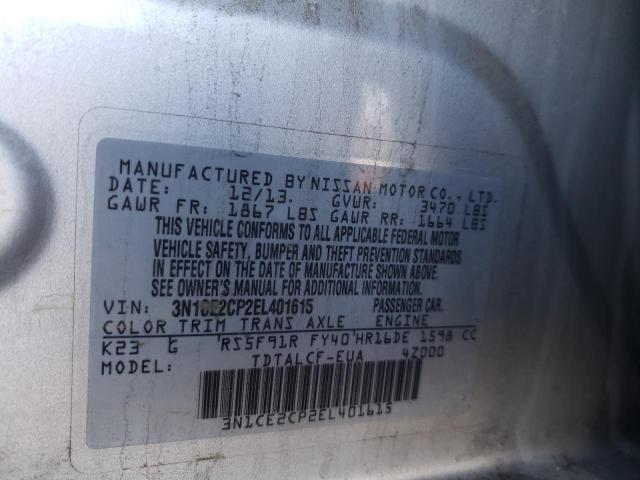 MANUFACTURED BY NISSAN MOTOR CO., LTD.
DATE: 12/13. GVWR: 3470 LBS
GAWR FR: 1867 LBS GAWR RR: 1664 LBS
THIS VEHICLE CONFORMS TO ALL APPLICABLE FEDERAL MOTOR
VEHICLE SAFETY, BUMPER AND THEFT PREVENTION STANDARDS
IN EFFECT ON THE DATE OF MANUFACTURE SHOWN ABOVE.
SEE OWNER'S MANUAL FOR ADDITIONAL INFORMATION.
VIN: 3N1CE2CP2EL401615 PASSENGER CAR.
COLOR TRIM TRANS AXLE ENGINE
K23 G RS5F91R FY40 HR16DE 1598 CC
MODEL: TDTALCF-EUA 4Z000
3N1CE2CP2EL401615